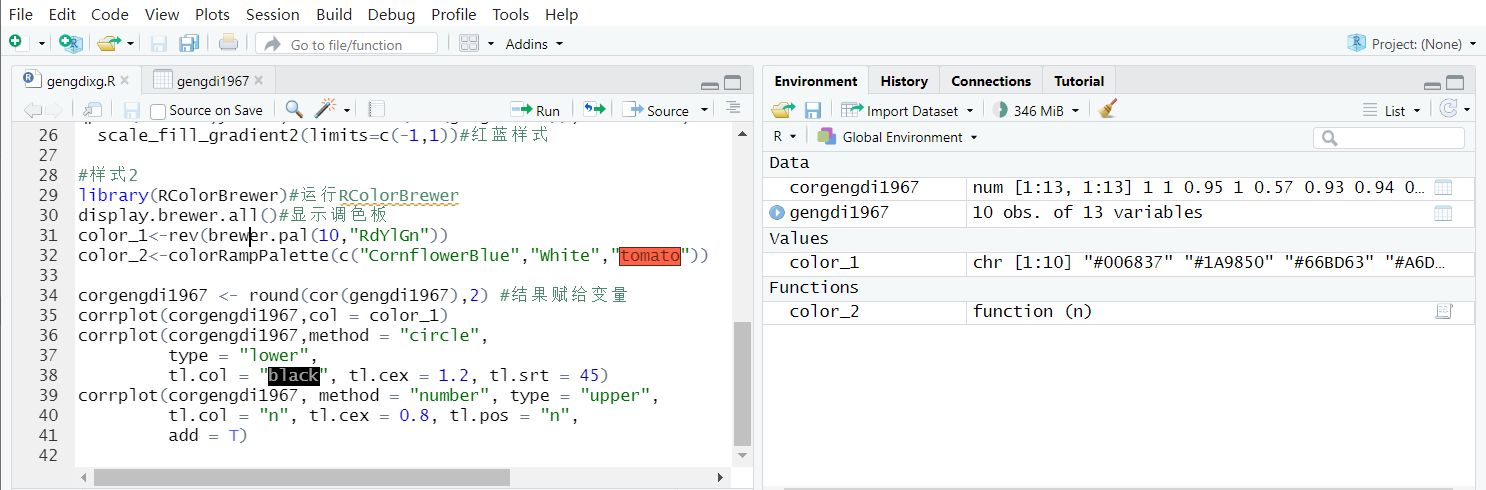 File Edit Code View Plots Session Build Debug Profile Tools Help
Go to file/function Addins Project: (None)
gengdixg.R gengdi1967
Source on Save Run Source
26 scale_fill_gradient2(limits=c(-1,1))#红蓝样式
27
28 #样式2
29 library(RColorBrewer)#运行RColorBrewer
30 display.brewer.all()#显示调色板
31 color_1<-rev(brewer.pal(10,"RdYlGn"))
32 color_2<-colorRampPalette(c("CornflowerBlue","White","tomato"))
33
34 corgengdi1967 <- round(cor(gengdi1967),2) #结果赋给变量
35 corrplot(corgengdi1967,col = color_1)
36 corrplot(corgengdi1967,method = "circle",
37 type = "lower",
38 tl.col = "black", tl.cex = 1.2, tl.srt = 45)
39 corrplot(corgengdi1967, method = "number", type = "upper",
40 tl.col = "n", tl.cex = 0.8, tl.pos = "n",
41 add = T)
42
Environment History Connections Tutorial
Import Dataset 346 MiB List
R Global Environment
Data
corgengdi1967 num [1:13, 1:13] 1 1 0.95 1 0.57 0.93 0.94 0…
gengdi1967 10 obs. of 13 variables
Values
color_1 chr [1:10] "#006837" "#1A9850" "#66BD63" "#A6D…
Functions
color_2 function (n)